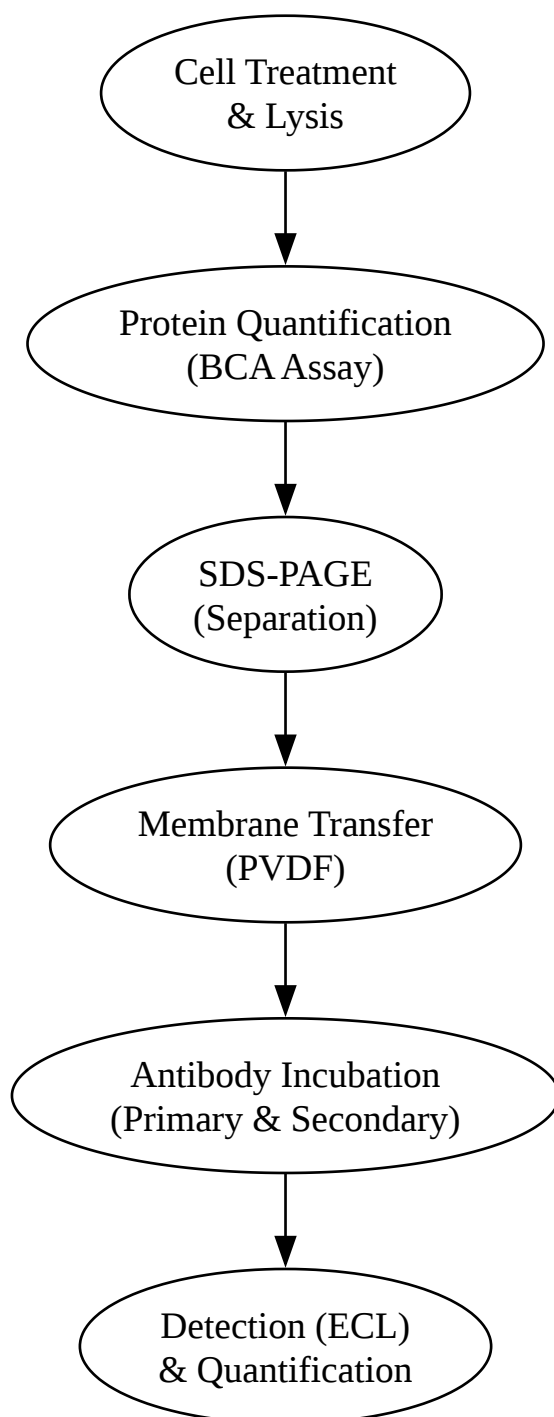 Cell Treatment
& Lysis
Protein Quantification
(BCA Assay)
SDS-PAGE
(Separation)
Membrane Transfer
(PVDF)
Antibody Incubation
(Primary & Secondary)
Detection (ECL)
& Quantification